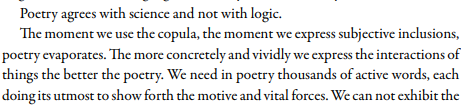 Poetry agrees with science and not with logic.
The moment we use the copula, the moment we express subjective inclusions,
poetry evaporates. The more concretely and vividly we express the interactions of
things the better the poetry. We need in poetry thousands of active words, each
doing its utmost to show forth the motive and vital forces. We can not exhibit the